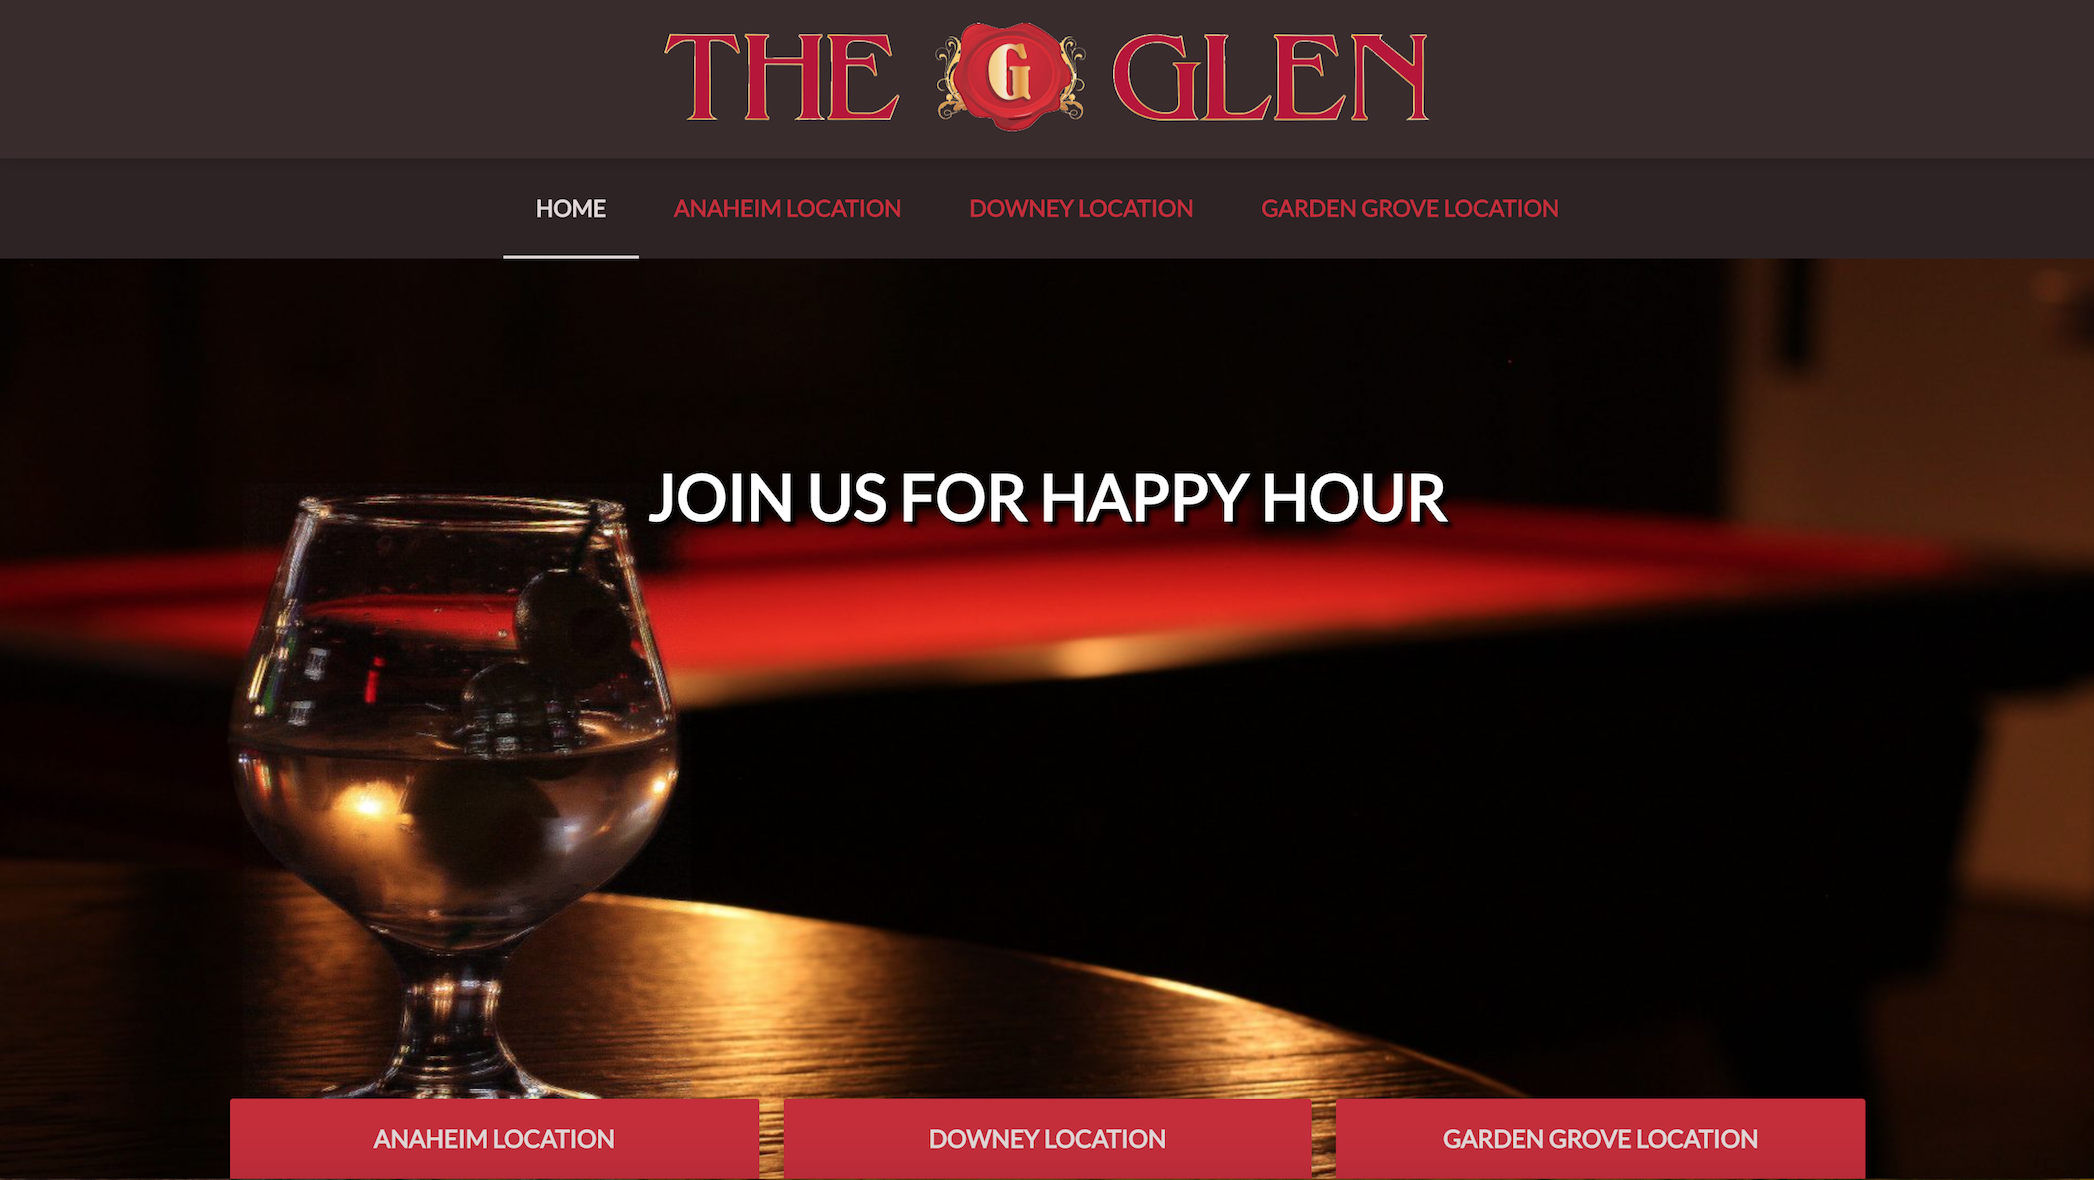 THE G GLEN
HOME ANAHEIM LOCATION DOWNEY LOCATION GARDEN GROVE LOCATION
JOIN US FOR HAPPY HOUR
ANAHEIM LOCATION DOWNEY LOCATION GARDEN GROVE LOCATION